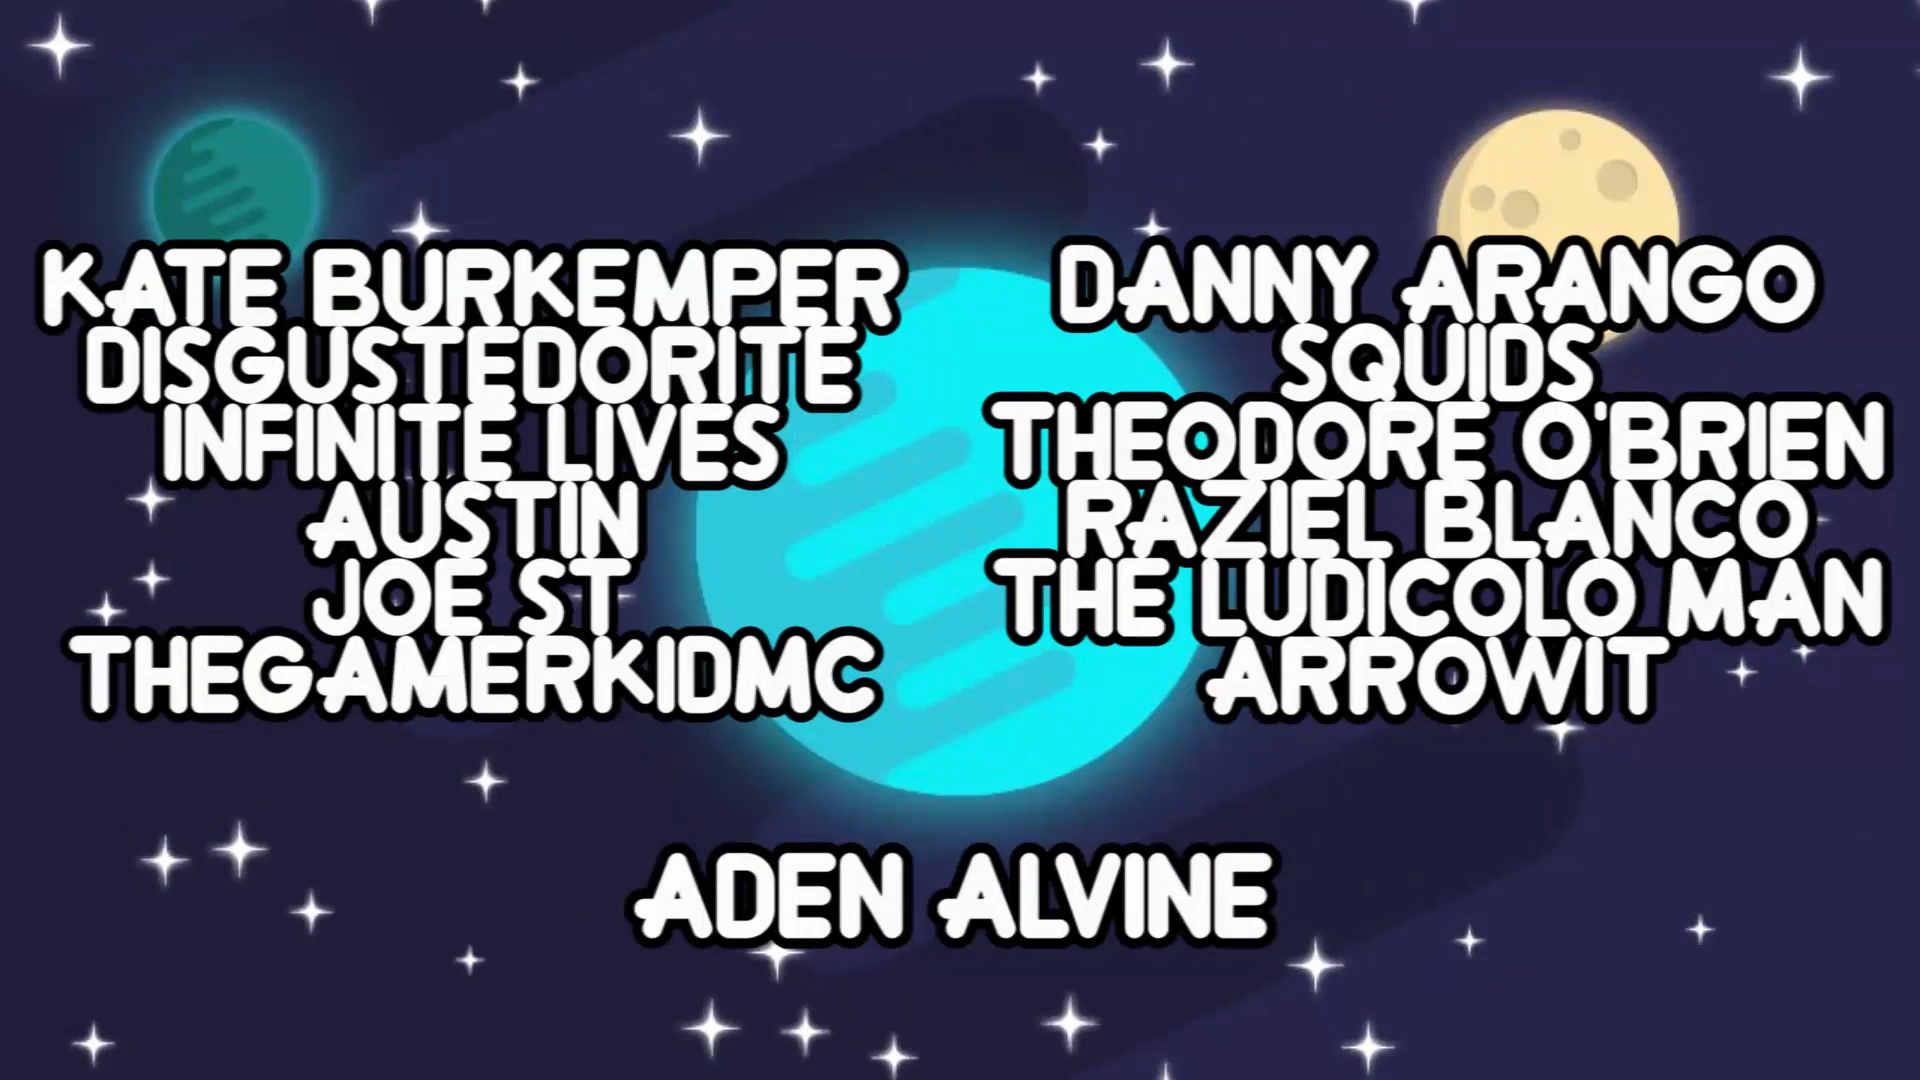 KATE BURKEMPER
DISGUSTEDORITE
INFINITE LIVES
AUSTIN
JOE ST
THEGAMERKIDMC
DANNY ARANGO
SQUIDS
THEODORE O'BRIEN
RAZIEL BLANCO
THE LUDICOLO MAN
ARROWIT
ADEN ALVINE